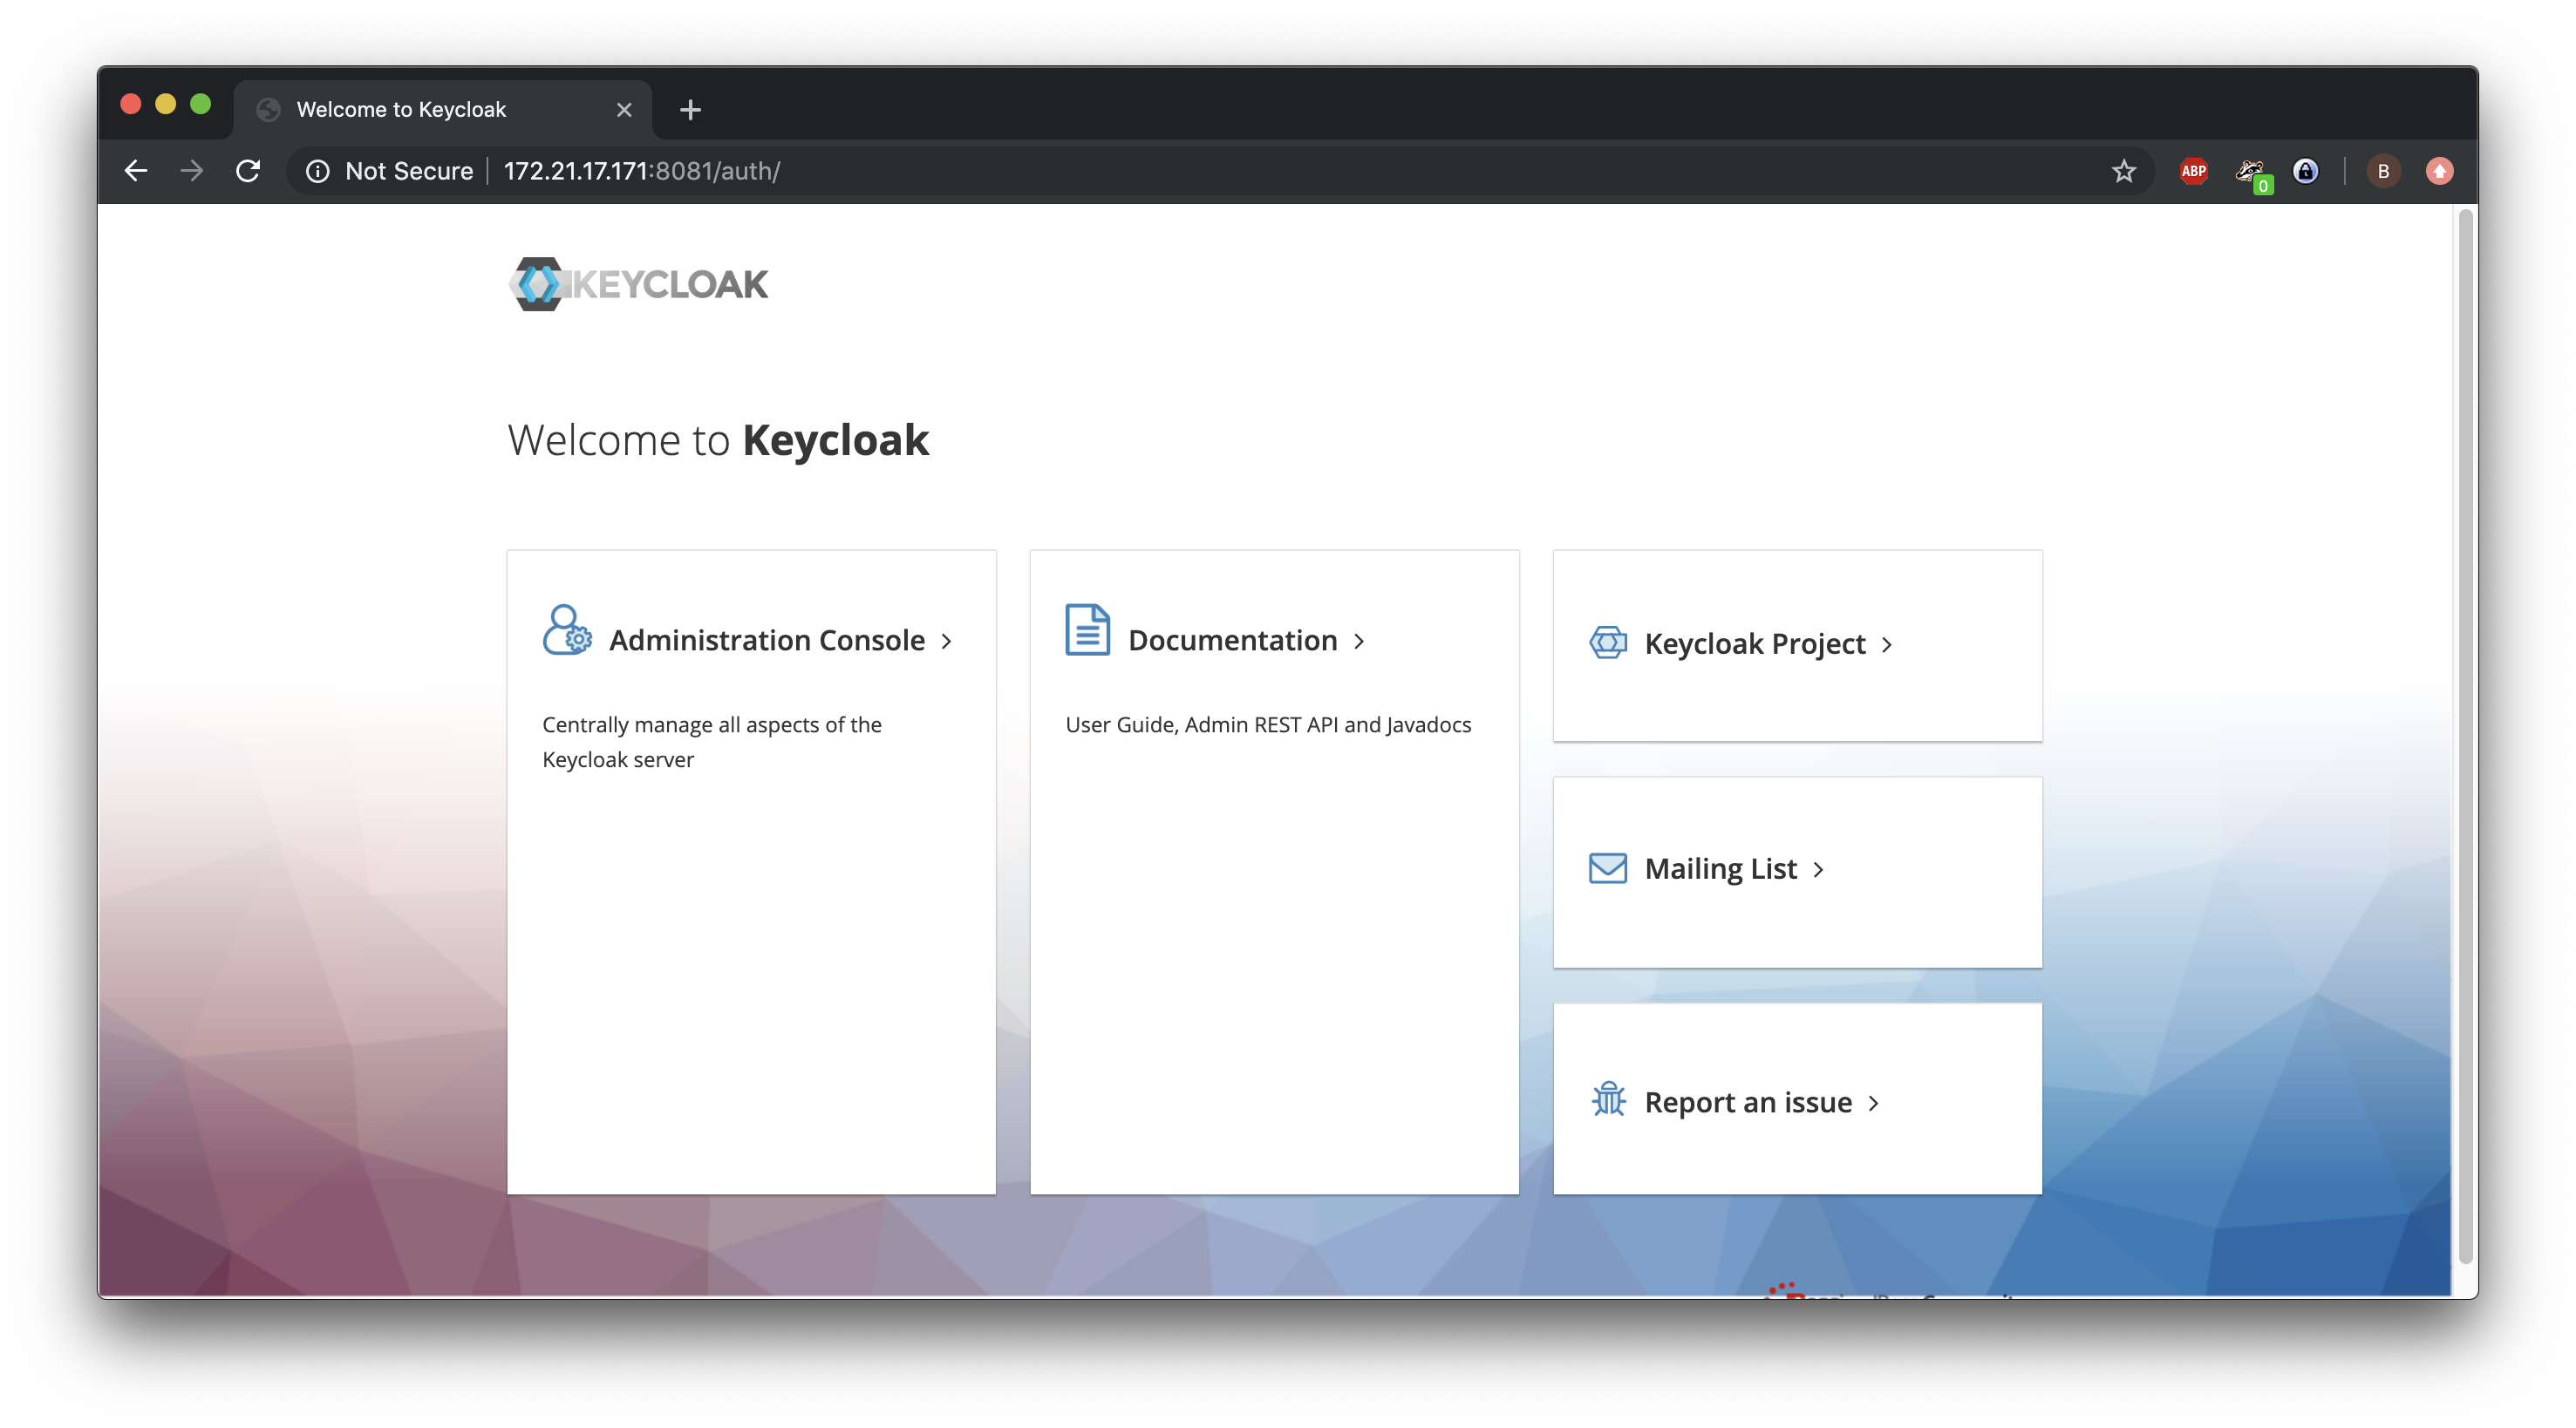 Welcome to Keycloak
Not Secure 172.21.17.171:8081/auth/
ABP
0
B
KEYCLOAK
Welcome to Keycloak
Administration Console
Centrally manage all aspects of the
Keycloak server
Documentation
User Guide, Admin REST API and Javadocs
Keycloak Project
Mailing List
Report an issue